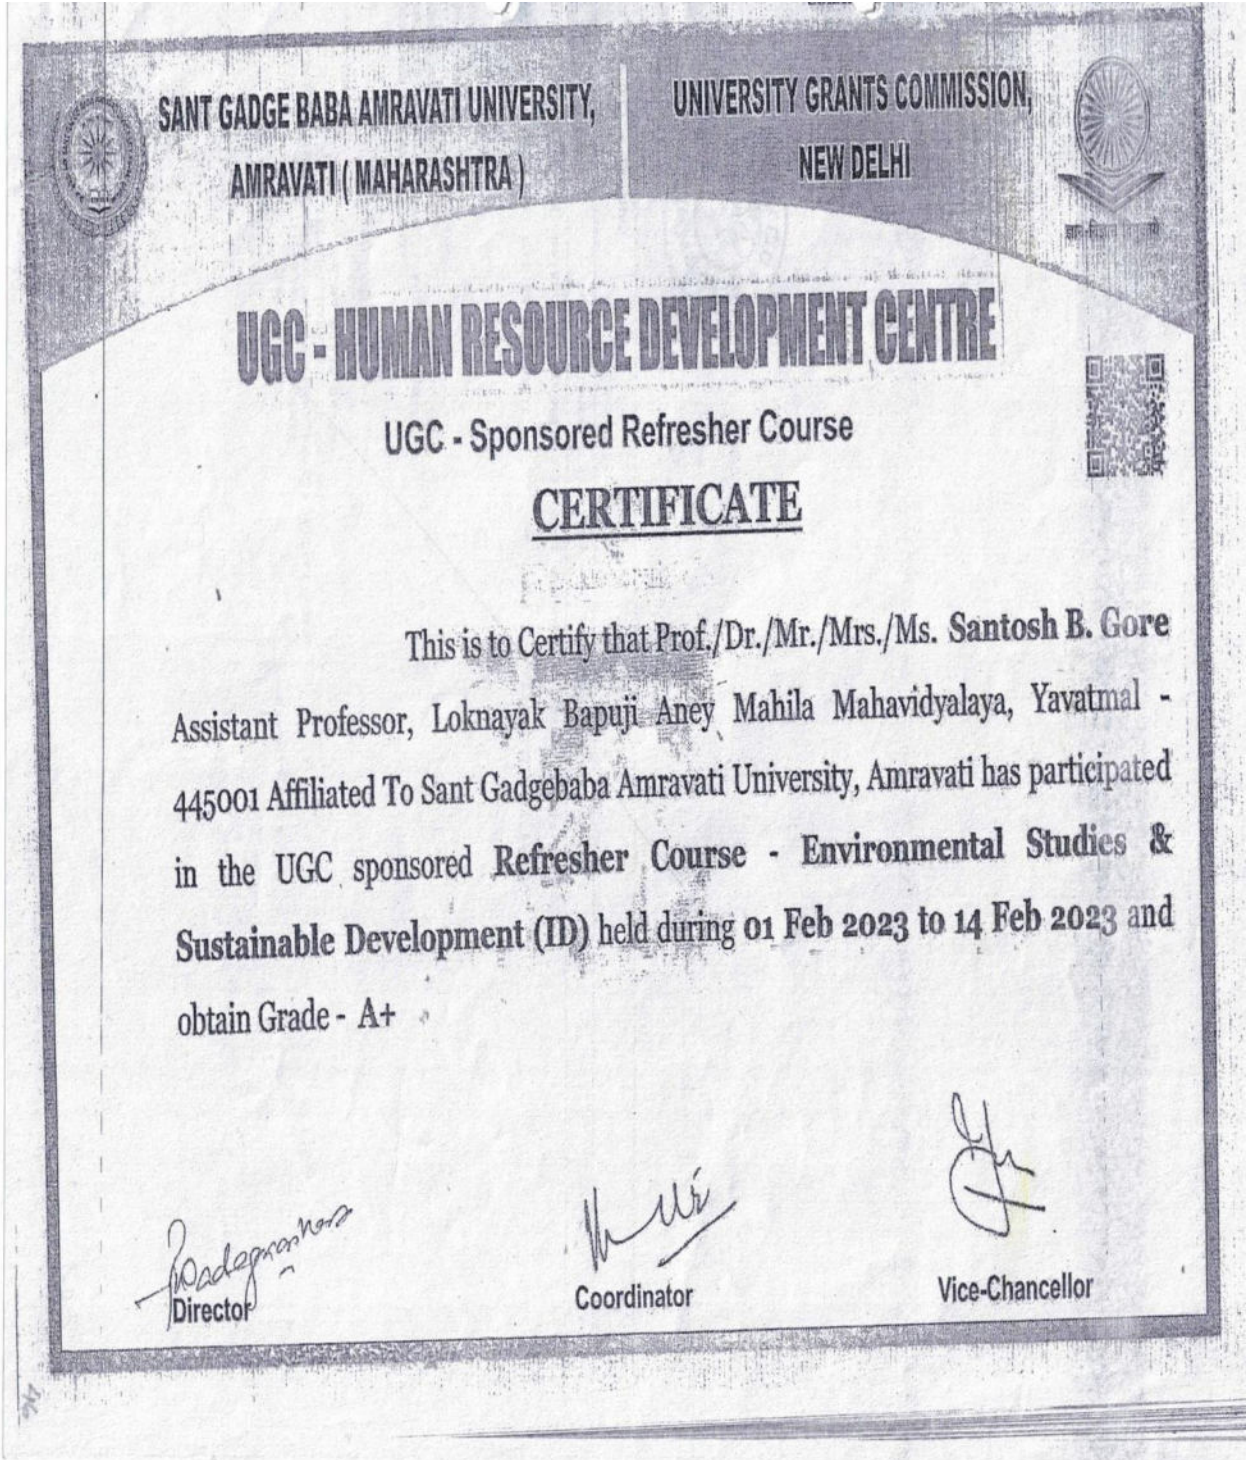 SANT GADGE BABA AMRAVATI UNIVERSITY,
AMRAVATI ( MAHARASHTRA )
UNIVERSITY GRANTS COMMISSION,
NEW DELHI
UGC - HUMAN RESOURCE DEVELOPMENT CENTRE
UGC - Sponsored Refresher Course
CERTIFICATE
This is to Certify that Prof./Dr./Mr./Mrs./Ms. Santosh B. Gore
Assistant Professor, Loknayak Bapuji Aney Mahila Mahavidyalaya, Yavatmal -
445001 Affiliated To Sant Gadgebaba Amravati University, Amravati has participated
in the UGC sponsored Refresher Course - Environmental Studies &
Sustainable Development (ID) held during 01 Feb 2023 to 14 Feb 2023 and
obtain Grade - A+
Director
Coordinator
Vice-Chancellor